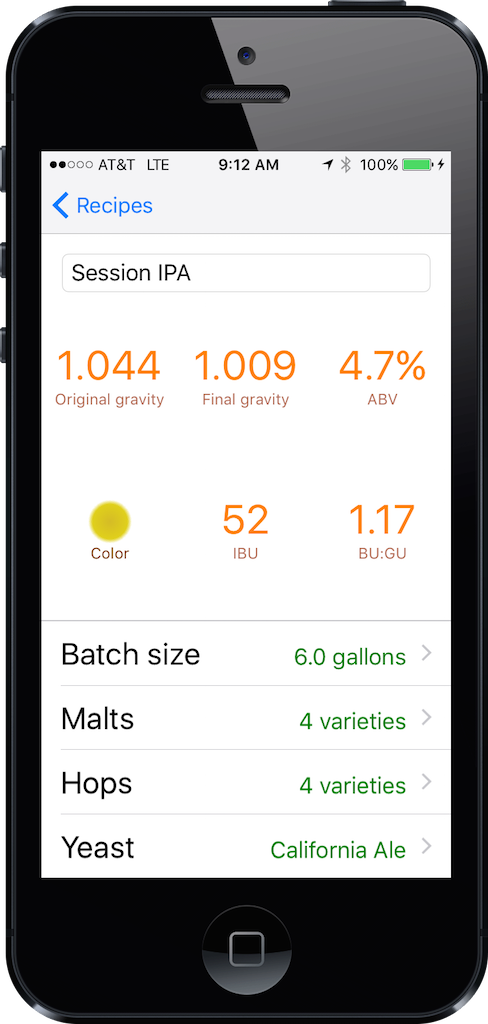 AT&T LTE 9:12 AM 100%
Recipes
Session IPA
1.044 1.009 4.7%
Original gravity Final gravity ABV
52 1.17
Color IBU BU:GU
Batch size 6.0 gallons
Malts 4 varieties
Hops 4 varieties
Yeast California Ale